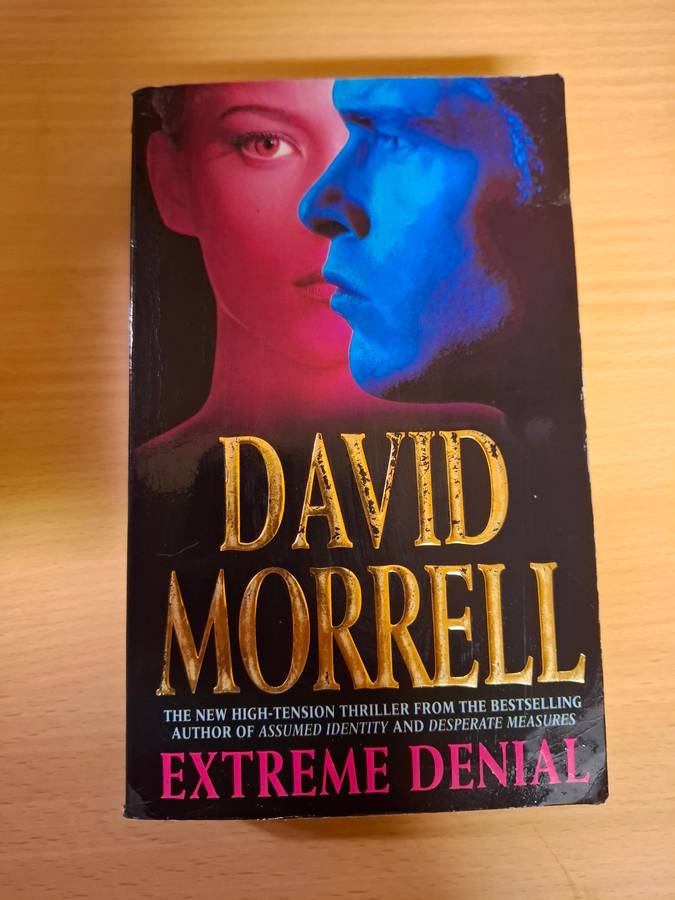 DAVID
MORRELL
THE NEW HIGH-TENSION THRILLER FROM THE BESTSELLING
AUTHOR OF ASSUMED IDENTITY AND DESPERATE MEASURES
EXTREME DENIAL